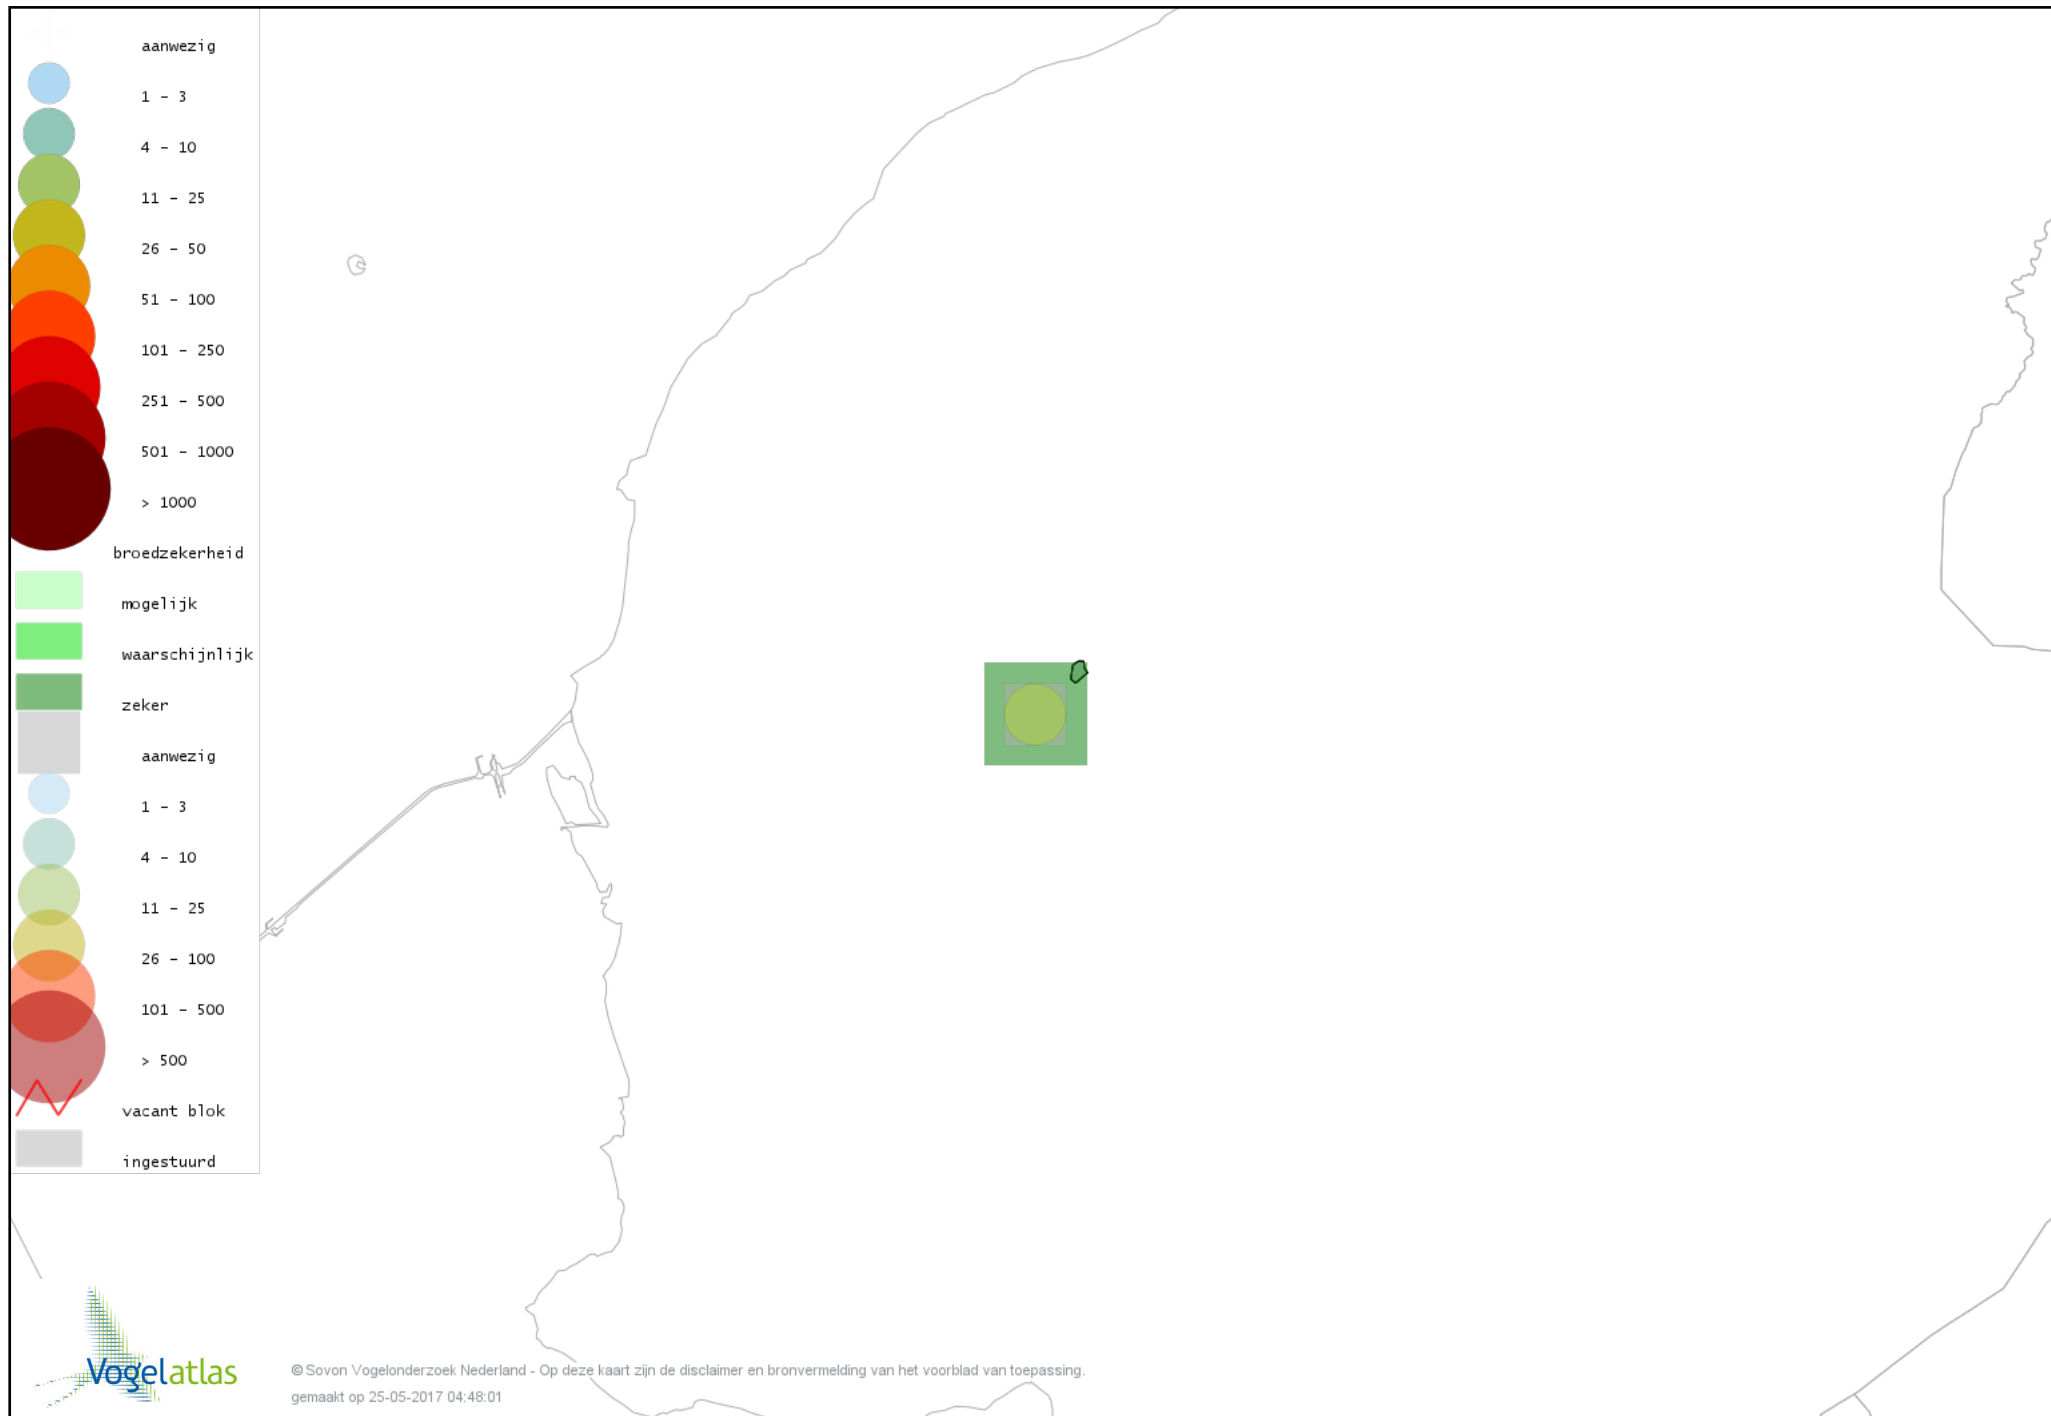 aanwezig
1 - 3
4 - 10
11 - 25
26 - 50
51 - 100
101 - 250
251 - 500
501 - 1000
> 1000
broedzekerheid
mogelijk
waarschijnlijk
zeker
aanwezig
1 - 3
4 - 10
11 - 25
26 - 100
101 - 500
> 500
vacant blok
ingestuurd
Vogelatlas
© Sovon Vogelonderzoek Nederland - Op deze kaart zijn de disclaimer en bronvermelding van het voorblad van toepassing.
gemaakt op 25-05-2017 04:48:01